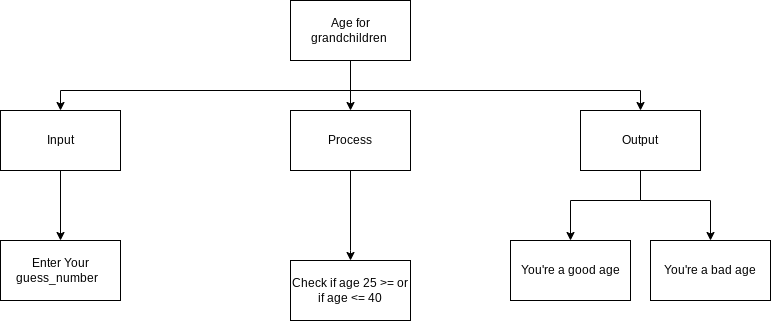 Age for
grandchildren
Input
Process
Output
Enter Your
guess_number
Check if age 25 >= or
if age <= 40
You're a good age
You're a bad age